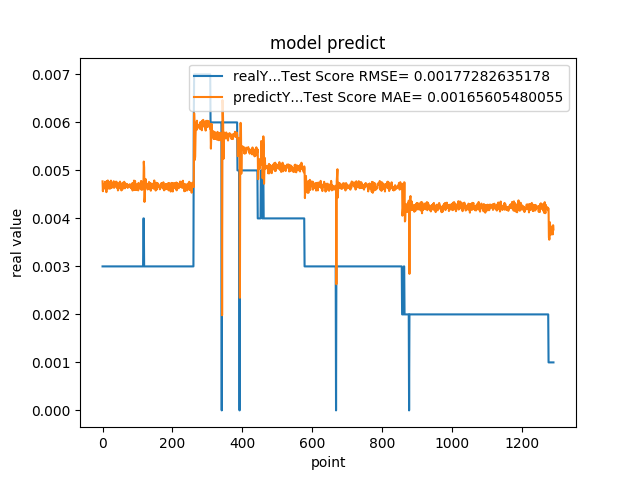 model predict
realY...Test Score RMSE= 0.00177282635178
predictY...Test Score MAE= 0.00165605480055
0.007
0.006
0.005
0.004
0.003
0.002
0.001
0.000
real value
0 200 400 600 800 1000 1200
point